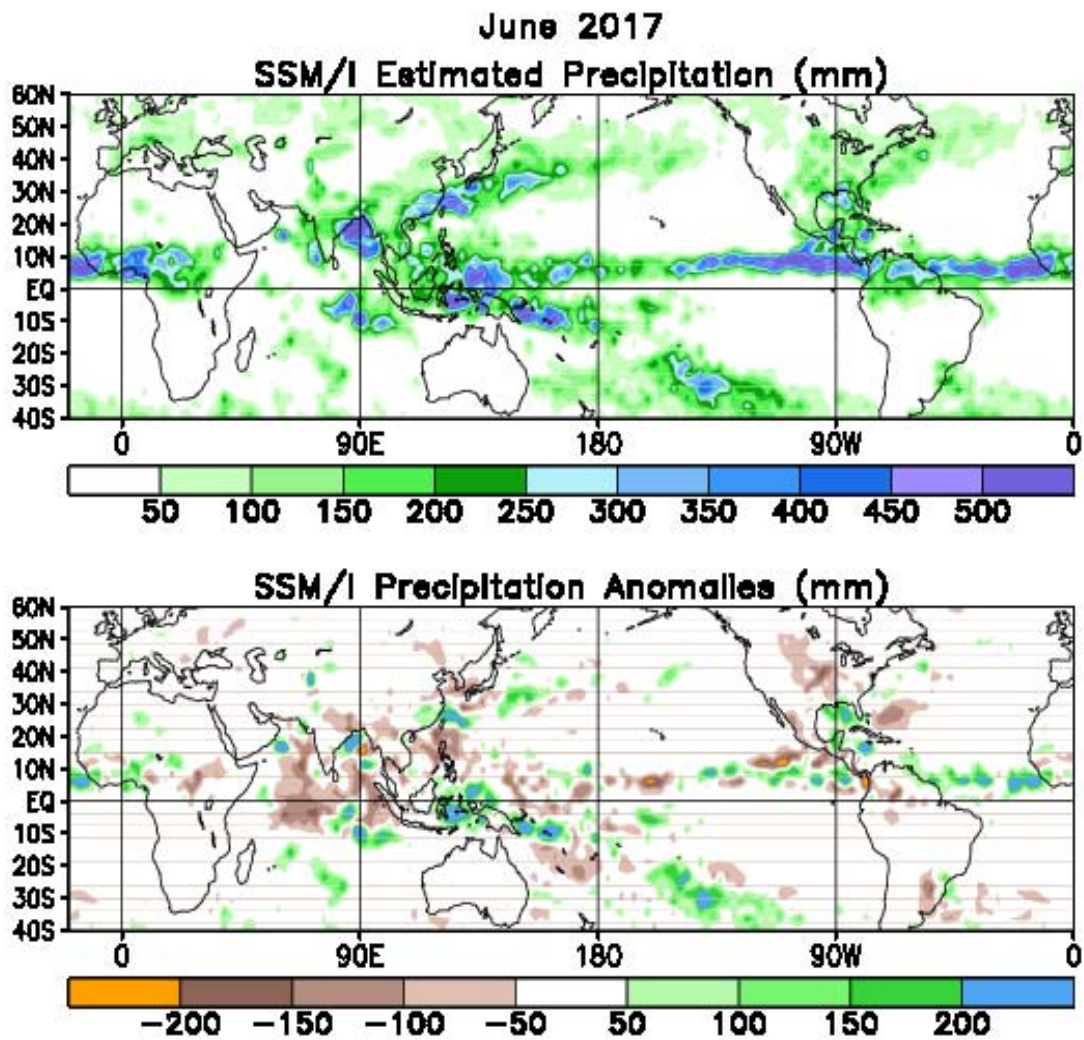 June 2017
SSM/I Estimated Precipitation (mm)
60N
50N
40N
30N
20N
10N
EQ
10S
20S
30S
40S
0 90E 180 90W 0
50 100 150 200 250 300 350 400 450 500
SSM/I Precipitation Anomalies (mm)
60N
50N
40N
30N
20N
10N
EQ
10S
20S
30S
40S
0 90E 180 90W 0
−200 −150 −100 −50 50 100 150 200